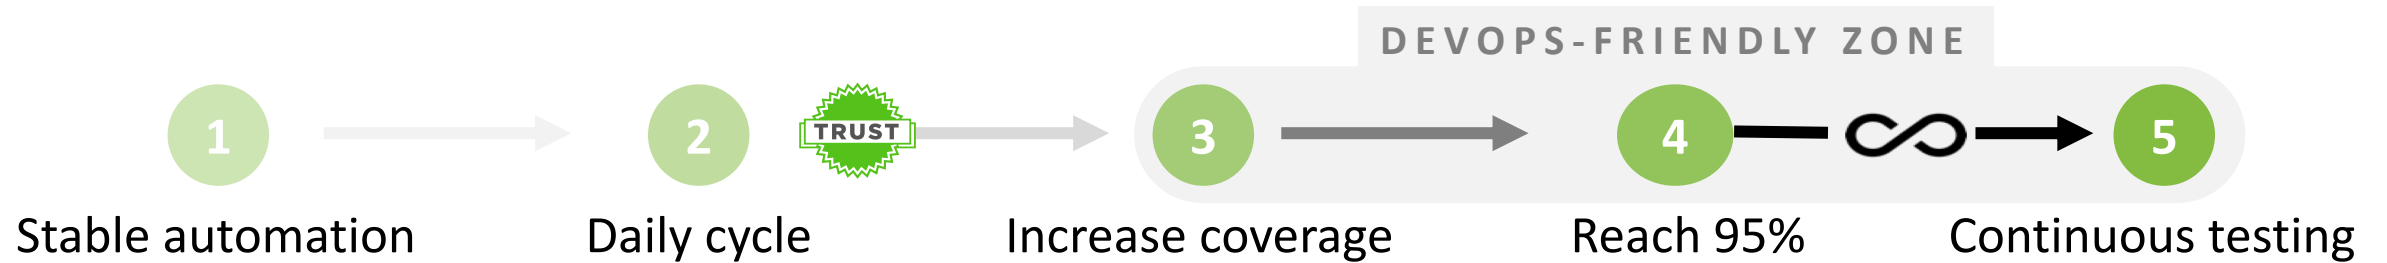 DEVOPS-FRIENDLY ZONE
1
2
TRUST
3
4
5
Stable automation
Daily cycle
Increase coverage
Reach 95%
Continuous testing